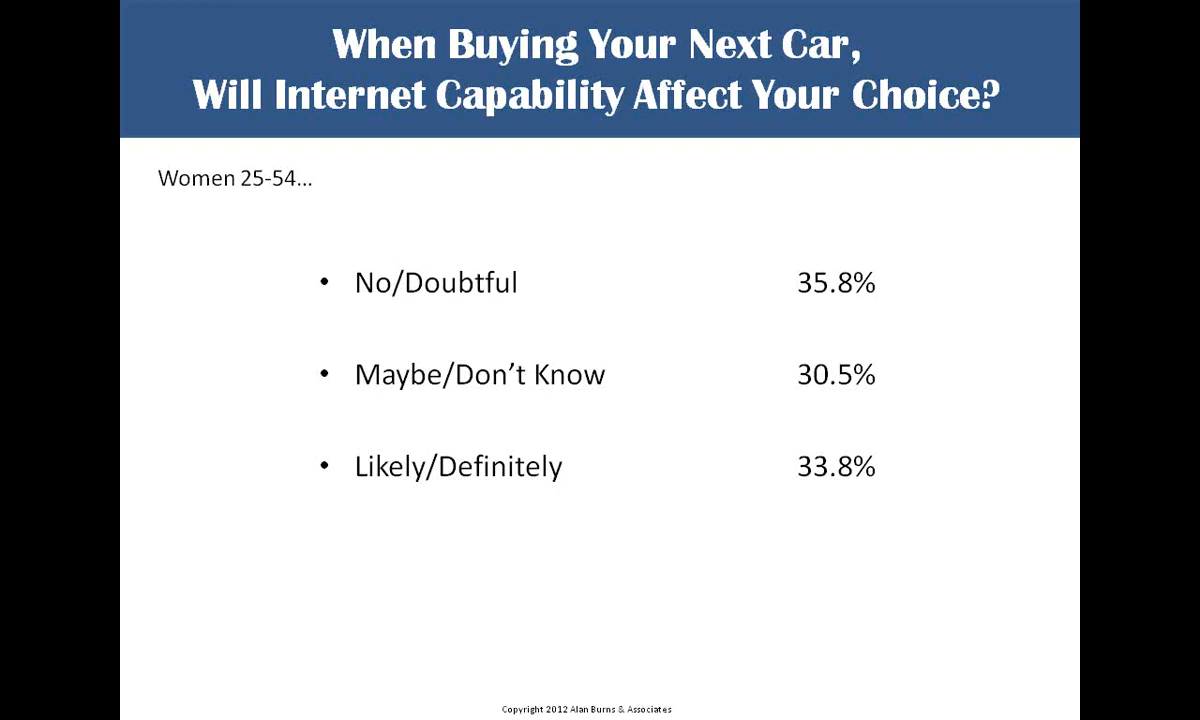 When Buying Your Next Car,
Will Internet Capability Affect Your Choice?
Women 25-54...
• No/Doubtful 35.8%
• Maybe/Don’t Know 30.5%
• Likely/Definitely 33.8%
Copyright 2012 Alan Burns & Associates